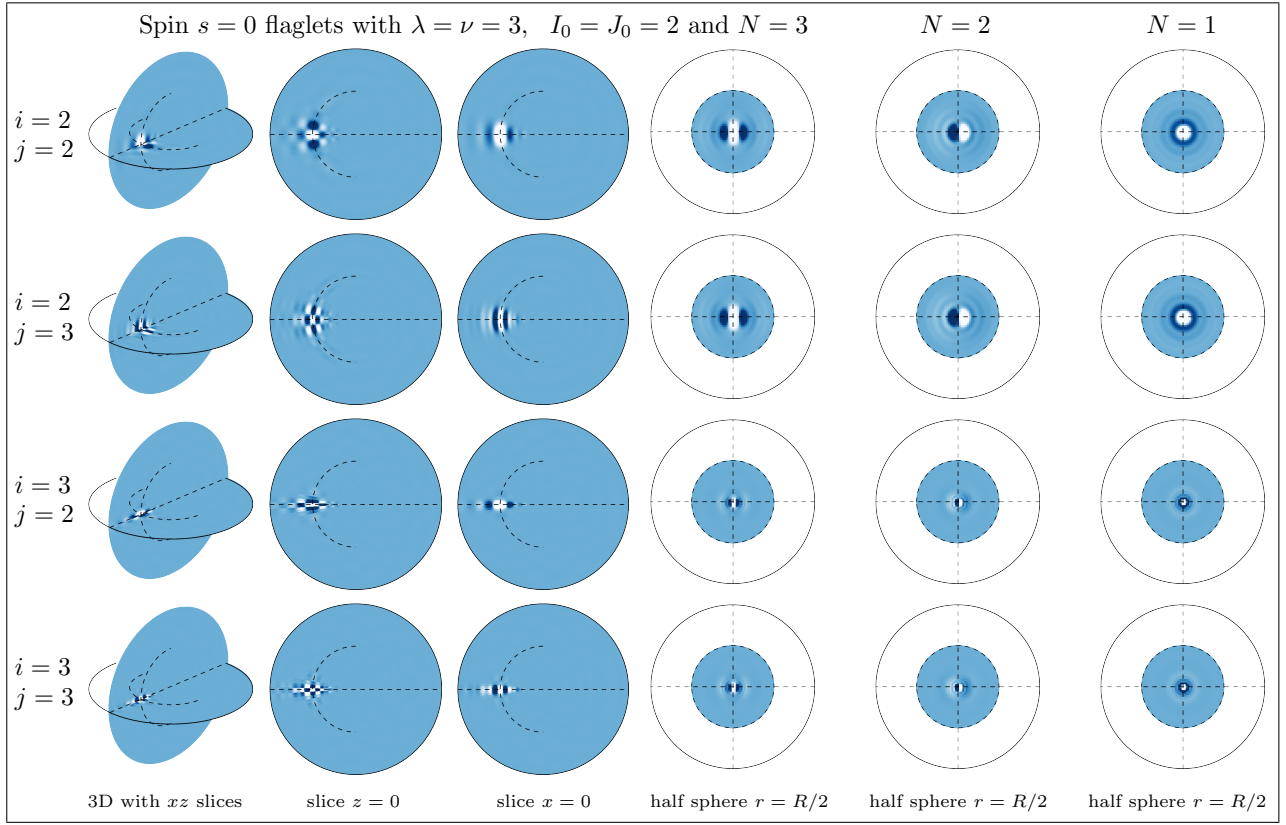 Spin s = 0 flaglets with λ = ν = 3, I₀ = J₀ = 2 and N = 3 N = 2 N = 1
i = 2
j = 2
i = 2
j = 3
i = 3
j = 2
i = 3
j = 3
3D with xz slices slice z = 0 slice x = 0 half sphere r = R/2 half sphere r = R/2 half sphere r = R/2